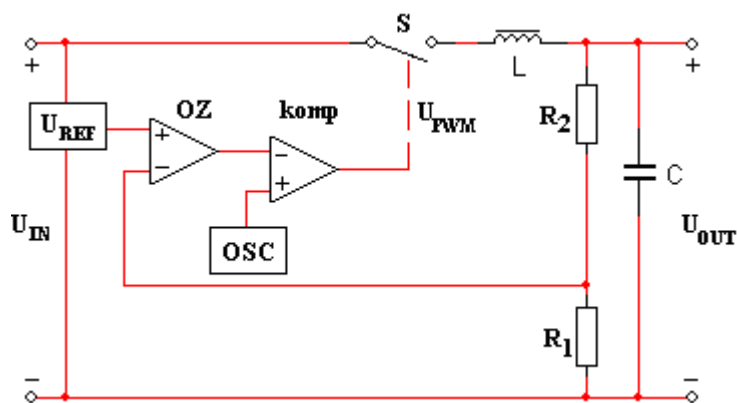 S
+
+
L
OZ
komp
U_REF
+
−
−
+
U_PWM
R_2
C
U_IN
OSC
U_OUT
R_1
−
−